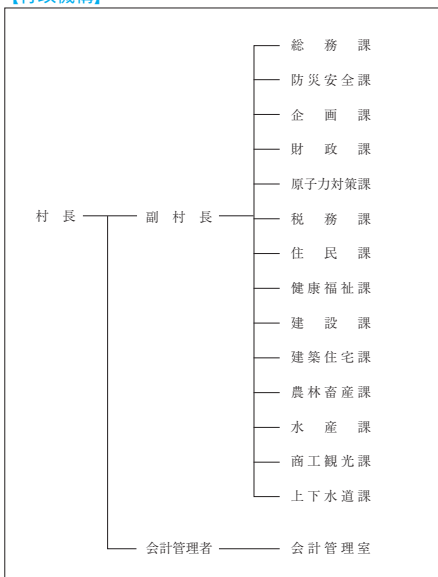 【行政機構】
総務課
防災安全課
企画課
財政課
原子力対策課
村長 副村長 税務課
住民課
健康福祉課
建設課
建築住宅課
農林畜産課
水産課
商工観光課
上下水道課
会計管理者 会計管理室